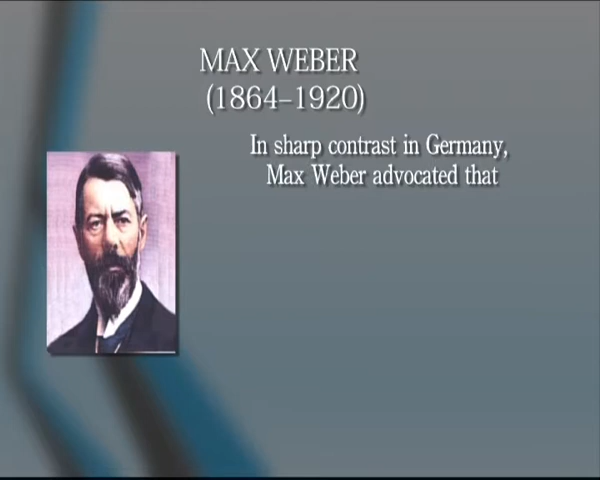 MAX WEBER
(1864–1920)
In sharp contrast in Germany,
Max Weber advocated that